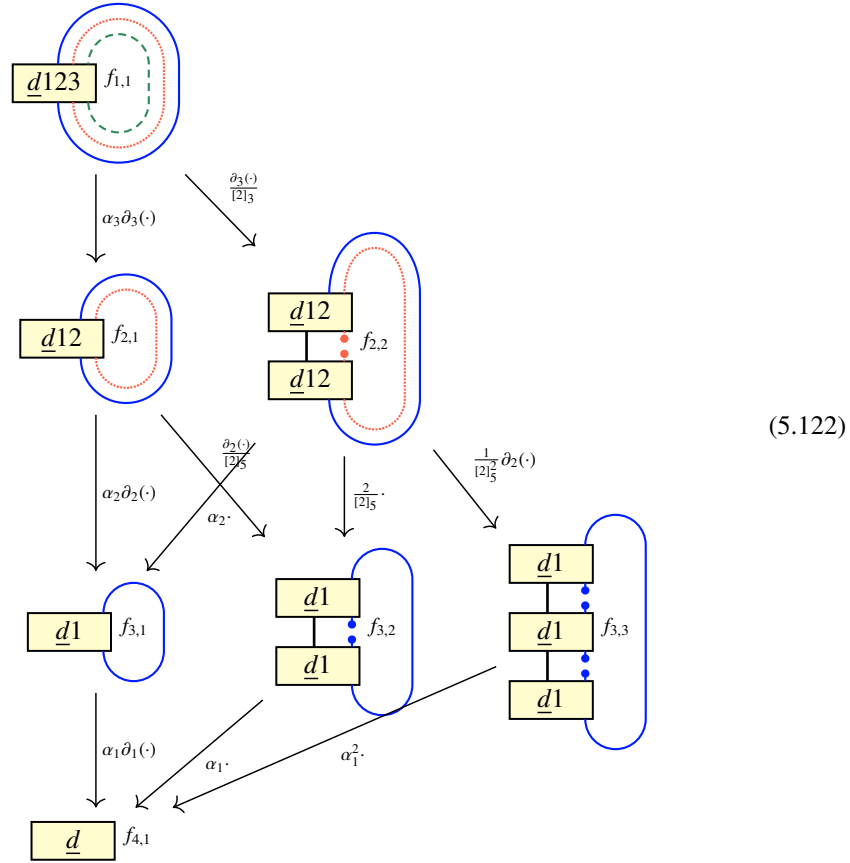 d123 f1,1
∂3(·)/[2]3
α3∂3(·)
d12 f2,1
d12
f2,2
d12
(5.122)
∂2(·)/[2]5
1/[2]5^2 ∂2(·)
α2∂2(·)
α2·
2/[2]5 ·
d1 f3,1
d1
f3,2
d1
d1
d1 f3,3
d1
α1∂1(·)
α1·
α1^2·
d f4,1